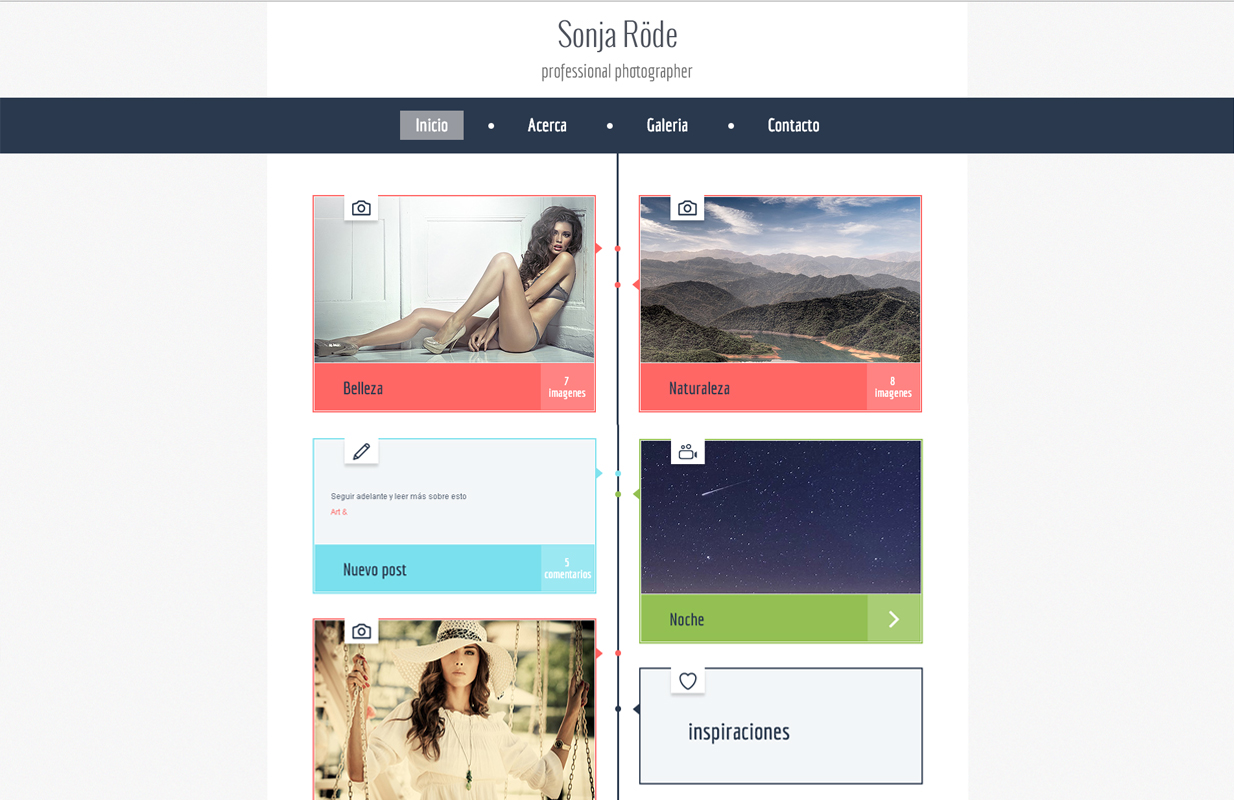 Sonja Röde
professional photographer
Inicio
Acerca
Galeria
Contacto
Belleza
7
imagenes
Naturaleza
8
imagenes
Seguir adelante y leer más sobre esto
Art &
Nuevo post
5
comentarios
Noche
inspiraciones